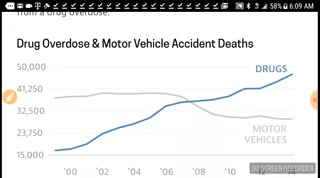 58% 6:09 AM
from a drug overdose.
Drug Overdose & Motor Vehicle Accident Deaths
50,000
DRUGS
41,250
32,500
23,750
MOTOR
VEHICLES
15,000
'00 '02 '04 '06 '08 '10
DU SCREEN RECORDER